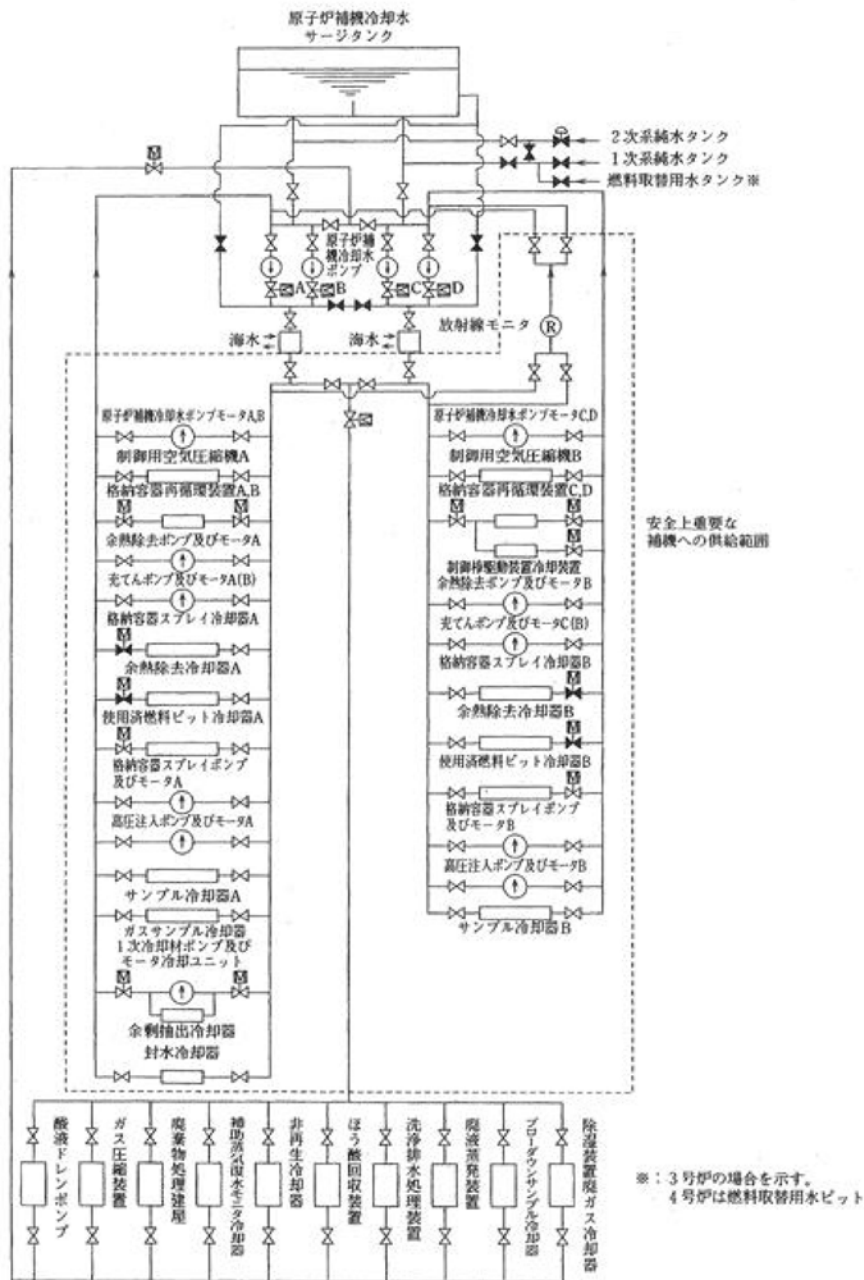 原子炉補機冷却水
サージタンク
2次系純水タンク
1次系純水タンク
燃料取替用水タンク※
原子炉補
機冷却水
ポンプ
A
B
C
D
放射線モニタ
R
海水
海水
原子炉補機冷却水ポンプモータA,B
制御用空気圧縮機A
格納容器再循環装置A,B
M
M
余熱除去ポンプ及びモータA
充てんポンプ及びモータA(B)
格納容器スプレイ冷却器A
M
余熱除去冷却器A
M
使用済燃料ピット冷却器A
M
格納容器スプレイポンプ
及びモータA
高圧注入ポンプ及びモータA
サンプル冷却器A
ガスサンプル冷却器
1次冷却材ポンプ及び
モータ冷却ユニット
M
M
余剰抽出冷却器
封水冷却器
原子炉補機冷却水ポンプモータC,D
制御用空気圧縮機B
格納容器再循環装置C,D
M
M
M
制御棒駆動装置冷却装置
余熱除去ポンプ及びモータB
充てんポンプ及びモータC(B)
格納容器スプレイ冷却器B
M
余熱除去冷却器B
M
使用済燃料ピット冷却器B
M
格納容器スプレイポンプ
及びモータB
高圧注入ポンプ及びモータB
サンプル冷却器B
安全上重要な
補機への供給範囲
酸液ドレンポンプ
ガス圧縮装置
廃棄物処理建屋
補助蒸気復水モニタ冷却器
非再生冷却器
ほう酸回収装置
洗浄排水処理装置
廃液蒸発装置
ブローダウンサンプル冷却器
除湿装置廃ガス冷却器
※：3号炉の場合を示す。
4号炉は燃料取替用水ピット